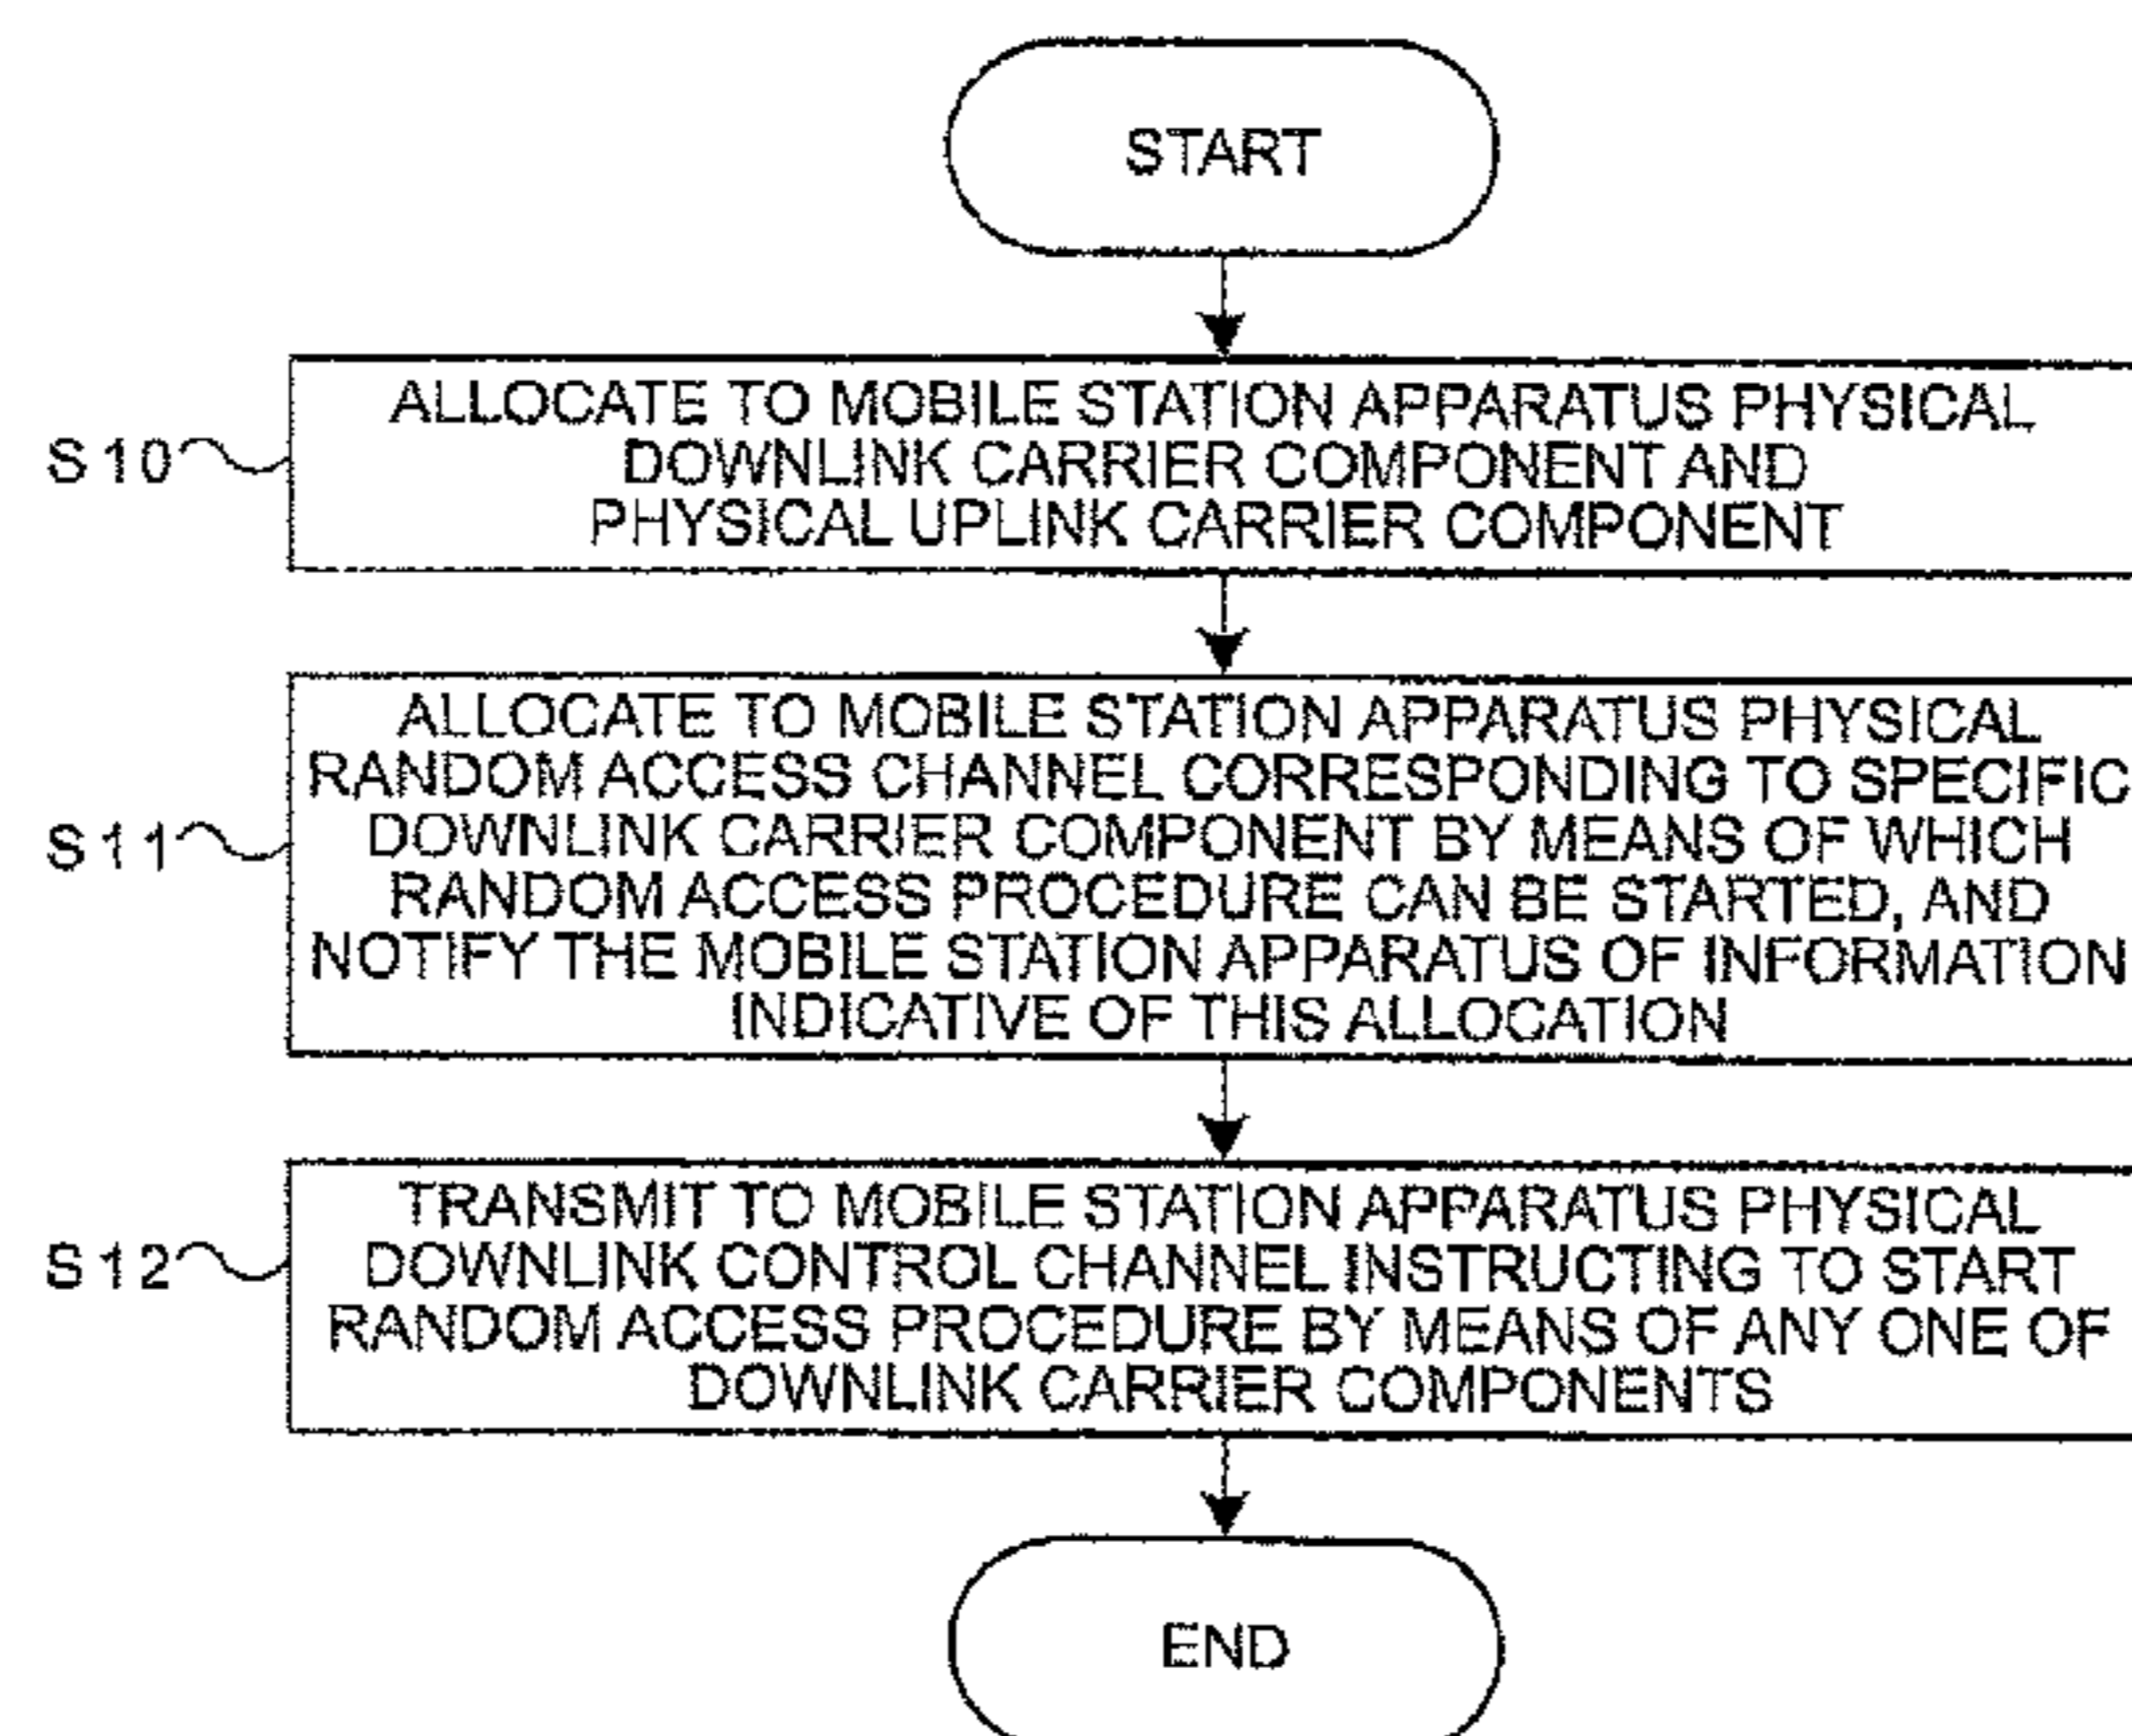 START
S10
ALLOCATE TO MOBILE STATION APPARATUS PHYSICAL
DOWNLINK CARRIER COMPONENT AND
PHYSICAL UPLINK CARRIER COMPONENT
S11
ALLOCATE TO MOBILE STATION APPARATUS PHYSICAL
RANDOM ACCESS CHANNEL CORRESPONDING TO SPECIFIC
DOWNLINK CARRIER COMPONENT BY MEANS OF WHICH
RANDOM ACCESS PROCEDURE CAN BE STARTED, AND
NOTIFY THE MOBILE STATION APPARATUS OF INFORMATION
INDICATIVE OF THIS ALLOCATION
S12
TRANSMIT TO MOBILE STATION APPARATUS PHYSICAL
DOWNLINK CONTROL CHANNEL INSTRUCTING TO START
RANDOM ACCESS PROCEDURE BY MEANS OF ANY ONE OF
DOWNLINK CARRIER COMPONENTS
END